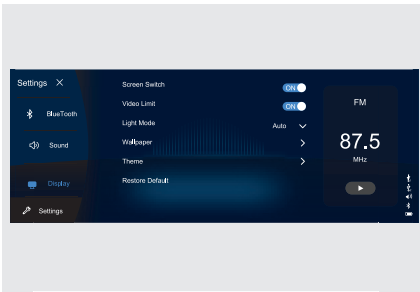 Settings
BlueTooth
Sound
Display
Settings
Screen Switch ON
Video Limit ON
Light Mode Auto
Wallpaper
Theme
Restore Default
FM
87.5
MHz